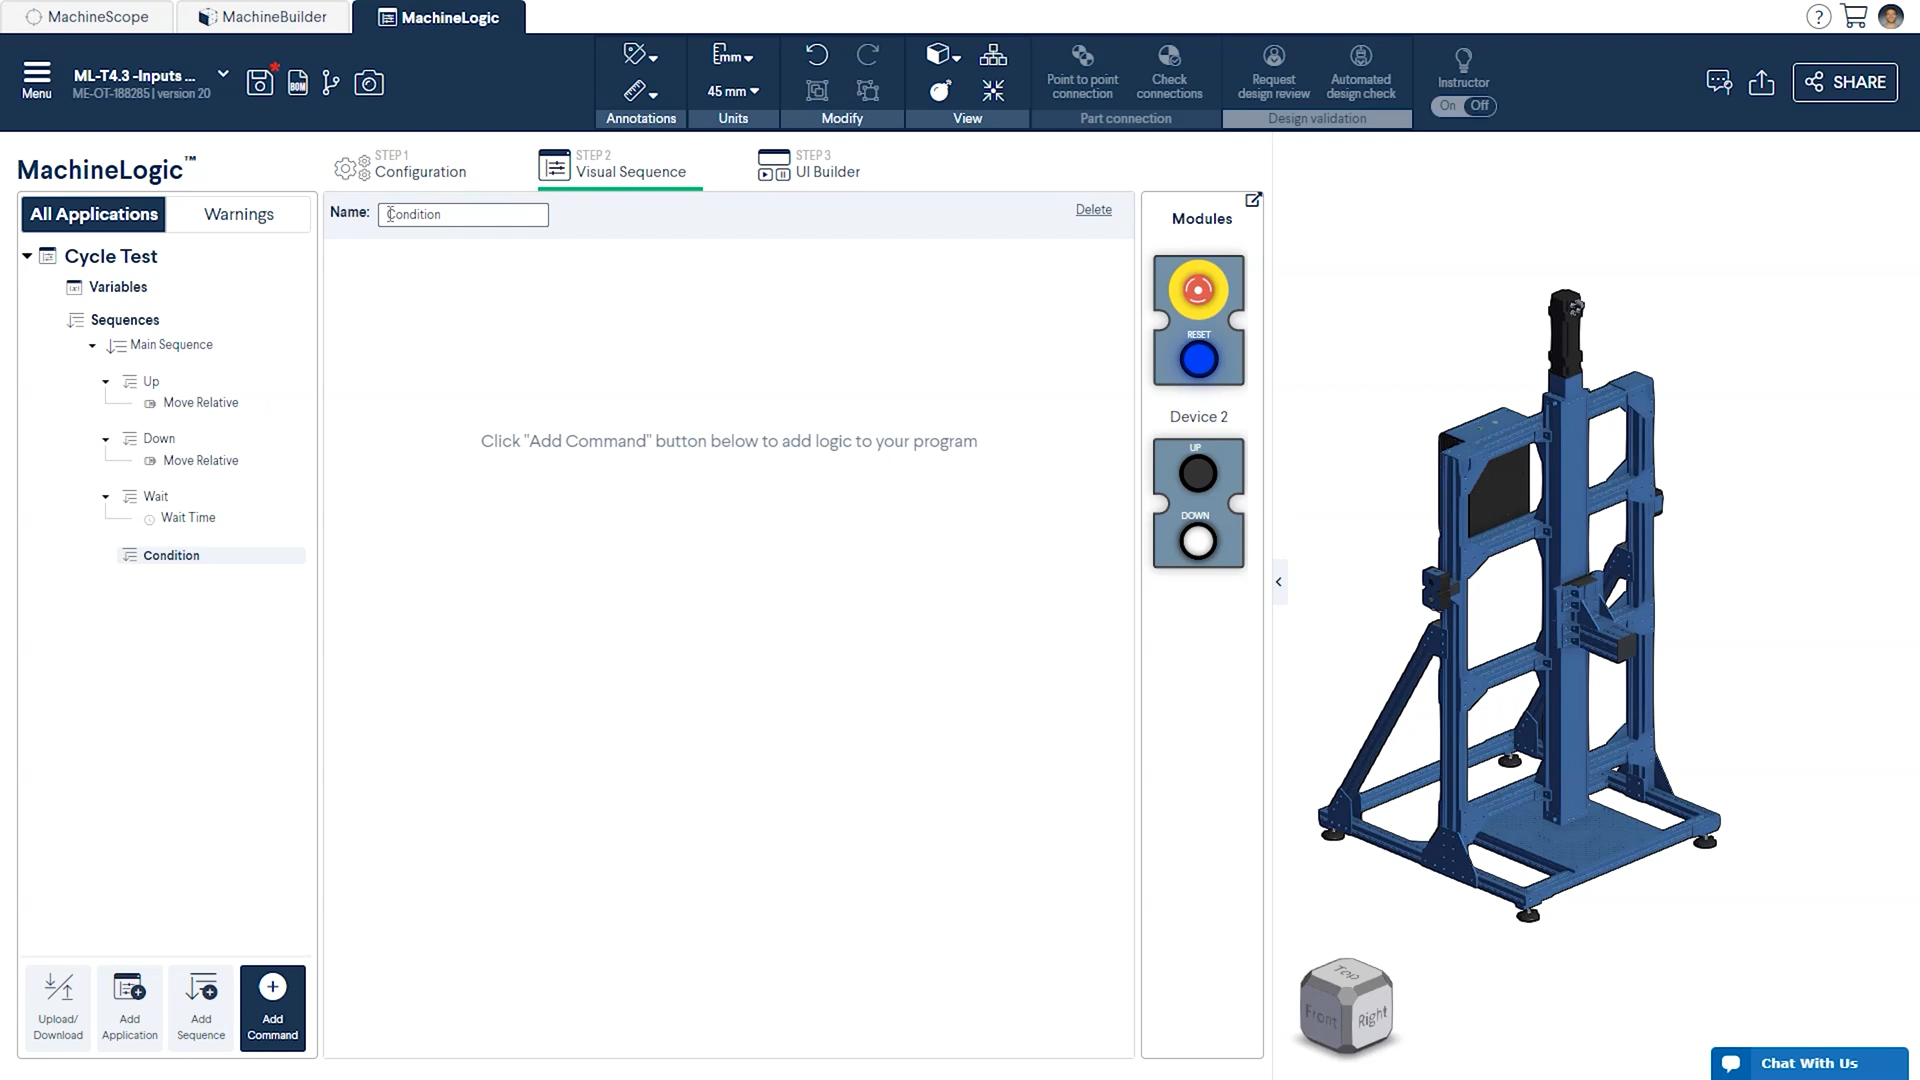 MachineScope
MachineBuilder
MachineLogic
?
Menu
ML-T4.3 -Inputs ...
ME-OT-188285 | version 20
BOM
mm
45 mm
Annotations
Units
Modify
View
Point to point
connection
Check
connections
Part connection
Request
design review
Automated
design check
Design validation
Instructor
On Off
SHARE
MachineLogic™
STEP 1
Configuration
STEP 2
Visual Sequence
STEP 3
UI Builder
All Applications
Warnings
Cycle Test
Variables
Sequences
Main Sequence
Up
Move Relative
Down
Move Relative
Wait
Wait Time
Condition
Name:
Condition
Delete
Click "Add Command" button below to add logic to your program
Modules
RESET
Device 2
UP
DOWN
Upload/
Download
Add
Application
Add
Sequence
Add
Command
Top
Front
Right
Chat With Us